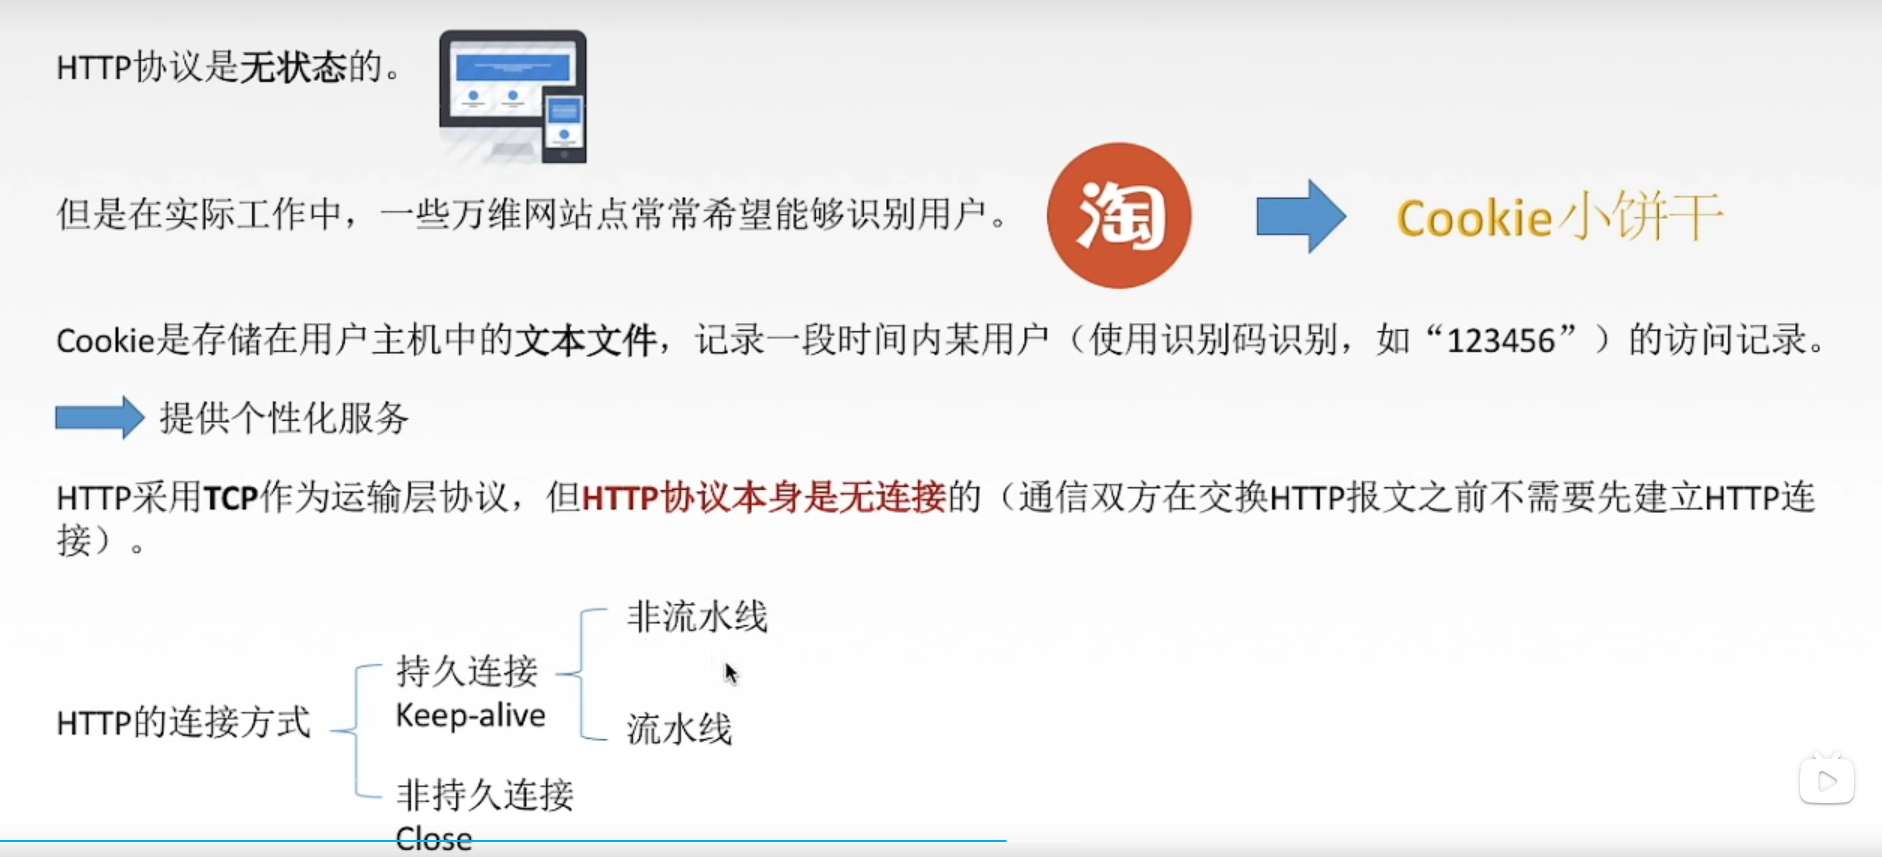 HTTP协议是无状态的。
但是在实际工作中，一些万维网站点常常希望能够识别用户。
淘
Cookie小饼干
Cookie是存储在用户主机中的文本文件，记录一段时间内某用户（使用识别码识别，如“123456”）的访问记录。
提供个性化服务
HTTP采用TCP作为运输层协议，但HTTP协议本身是无连接的（通信双方在交换HTTP报文之前不需要先建立HTTP连
接）。
HTTP的连接方式
持久连接
Keep-alive
非流水线
流水线
非持久连接
Close